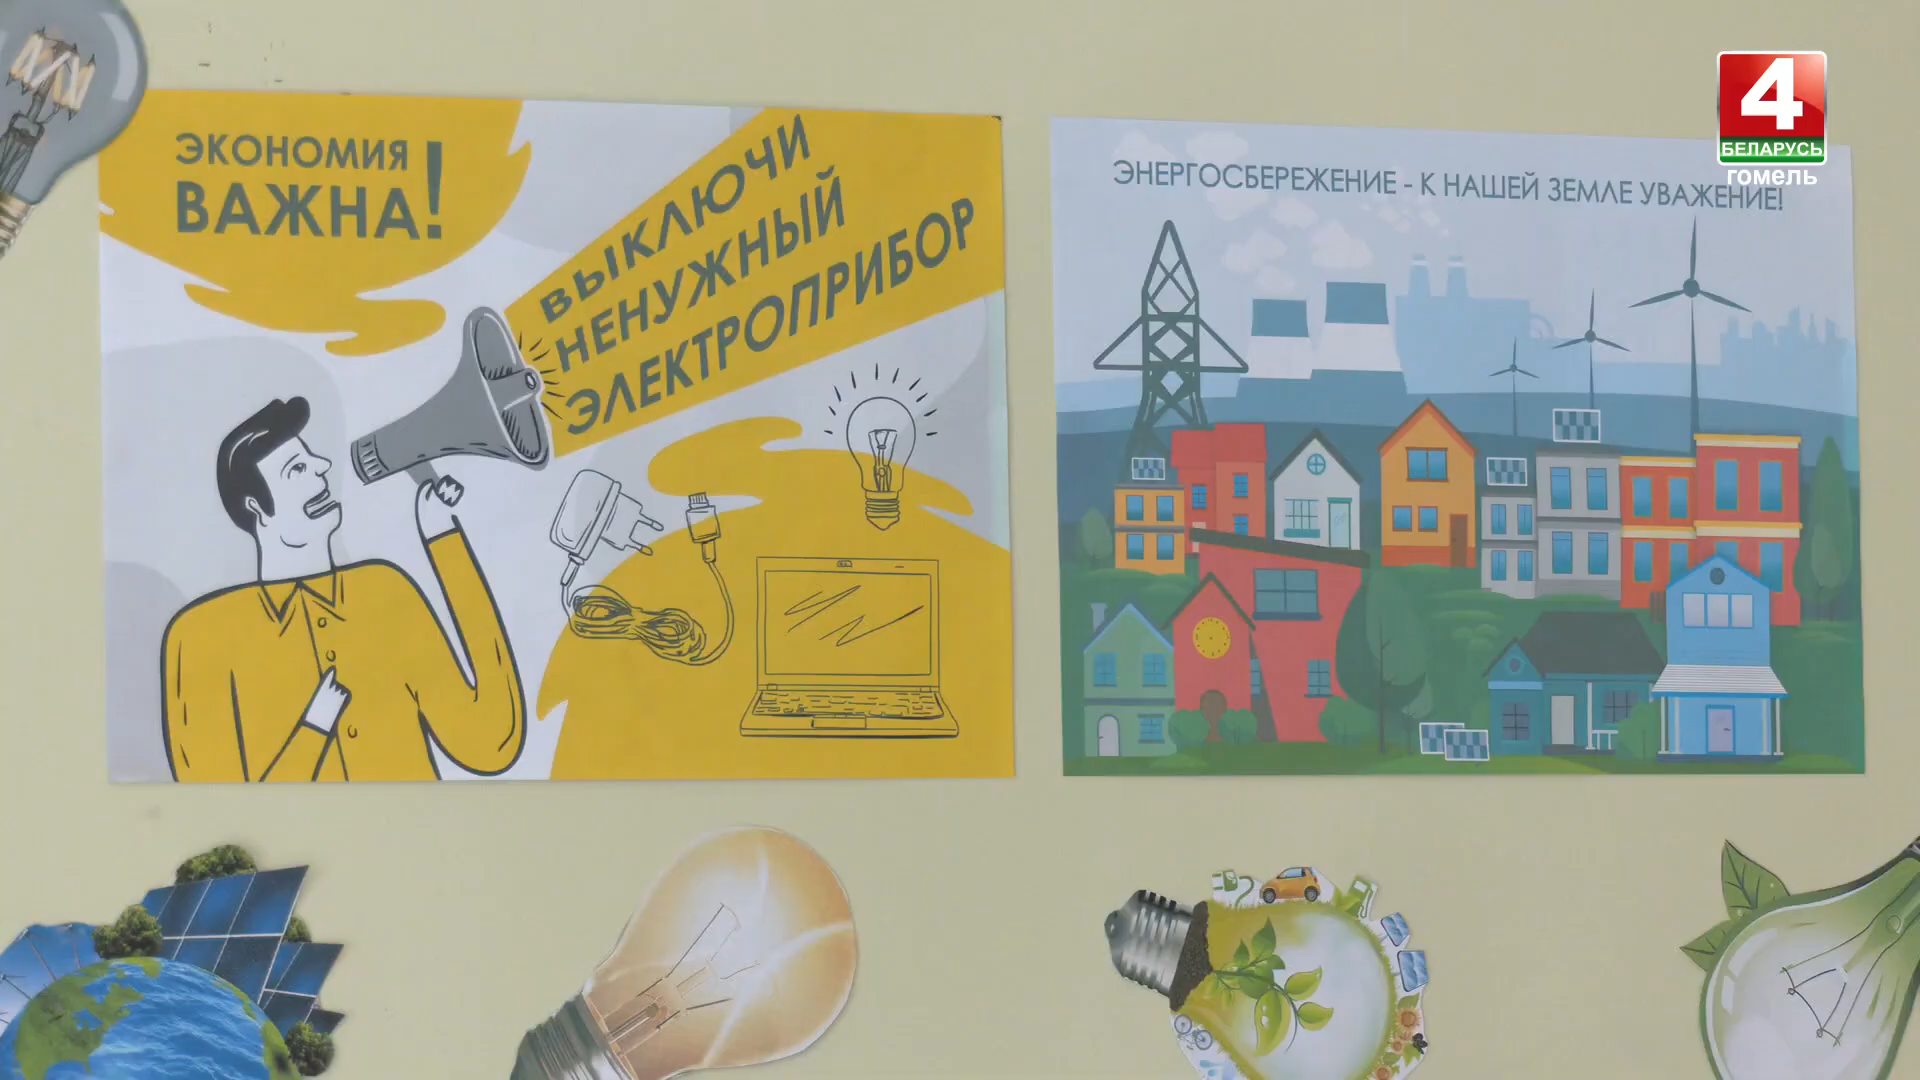 ЭКОНОМИЯ
ВАЖНА!
ВЫКЛЮЧИ
НЕНУЖНЫЙ
ЭЛЕКТРОПРИБОР
ЭНЕРГОСБЕРЕЖЕНИЕ - К НАШЕЙ ЗЕМЛЕ УВАЖЕНИЕ!
4
БЕЛАРУСЬ
гомель